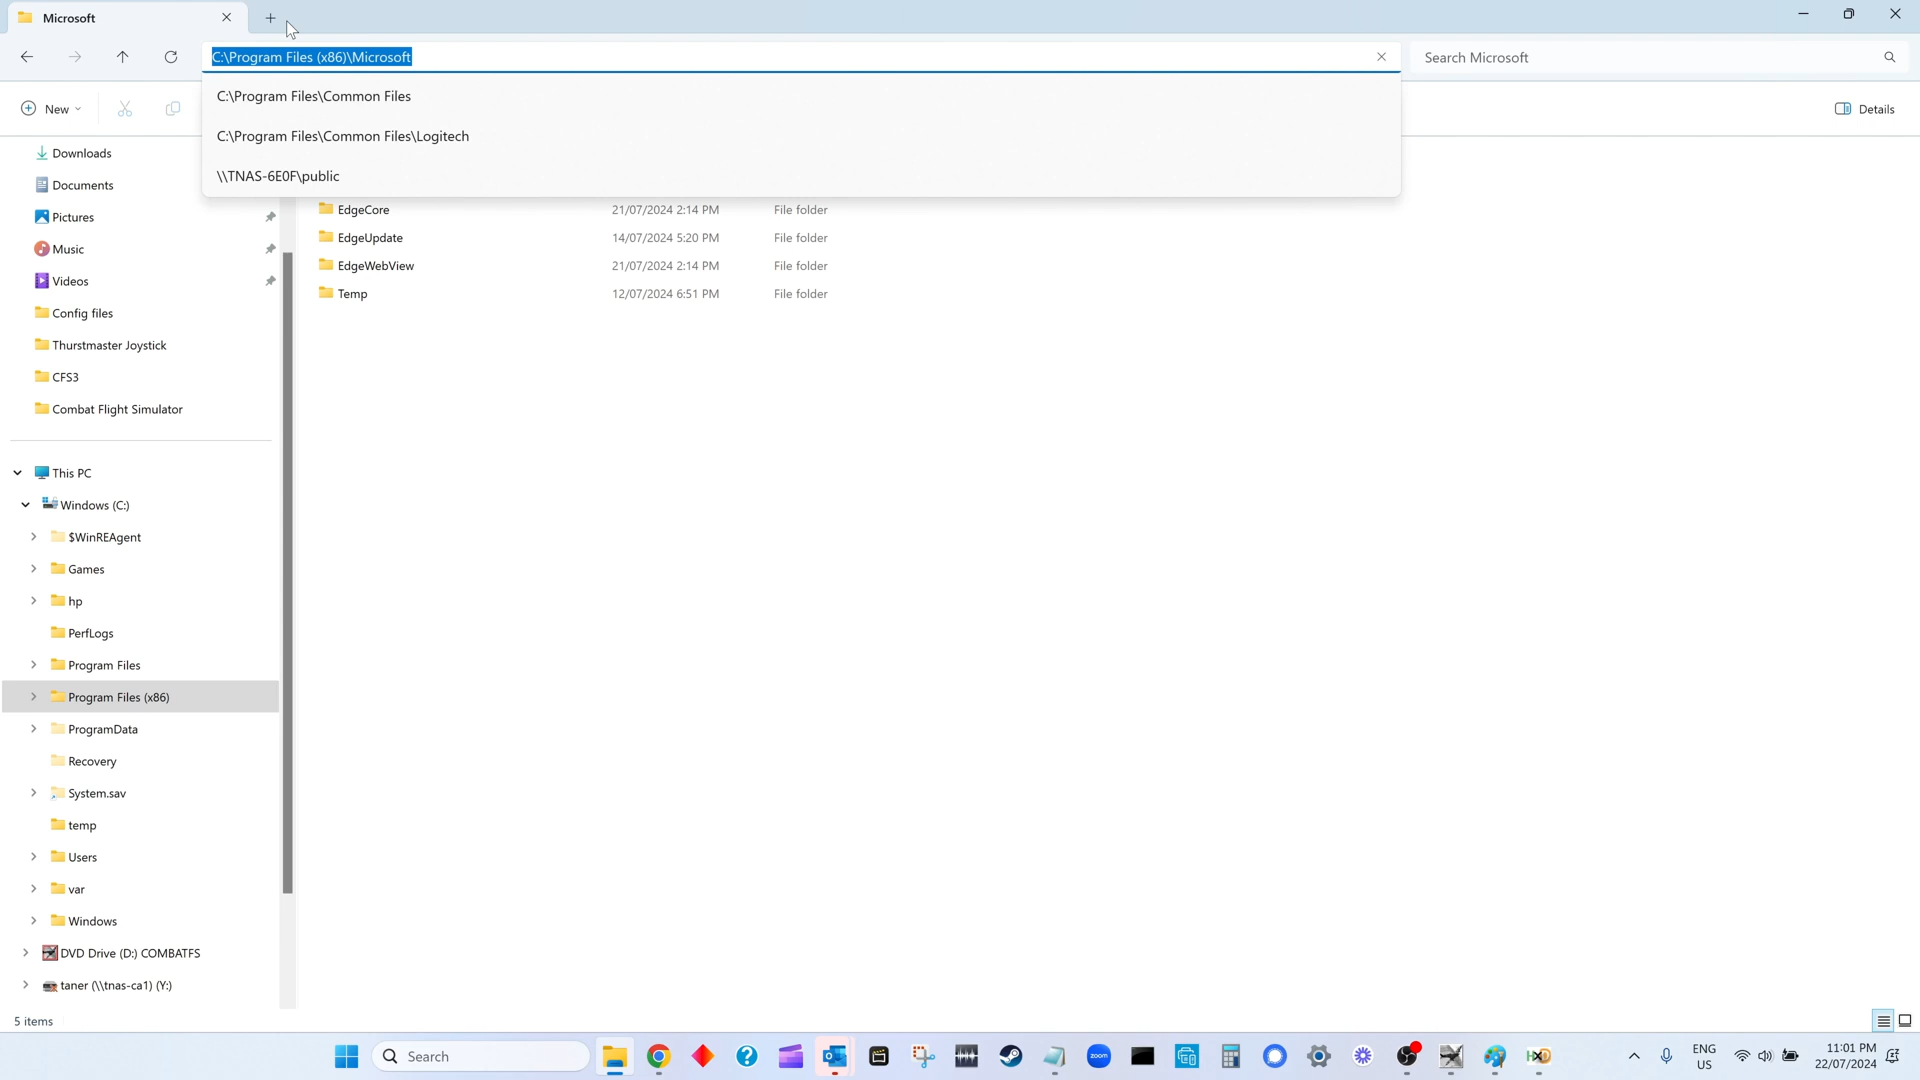 Microsoft
C:\Program Files (x86)\Microsoft
Search Microsoft
New
Details
C:\Program Files\Common Files
C:\Program Files\Common Files\Logitech
\\TNAS-6E0F\public
Downloads
Documents
Pictures
Music
Videos
Config files
Thurstmaster Joystick
CFS3
Combat Flight Simulator
This PC
Windows (C:)
$WinREAgent
Games
hp
PerfLogs
Program Files
Program Files (x86)
ProgramData
Recovery
System.sav
temp
Users
var
Windows
DVD Drive (D:) COMBATFS
taner (\\tnas-ca1) (Y:)
EdgeCore 21/07/2024 2:14 PM File folder
EdgeUpdate 14/07/2024 5:20 PM File folder
EdgeWebView 21/07/2024 2:14 PM File folder
Temp 12/07/2024 6:51 PM File folder
5 items
Search
zoom
HXD
ENG
US
11:01 PM
22/07/2024